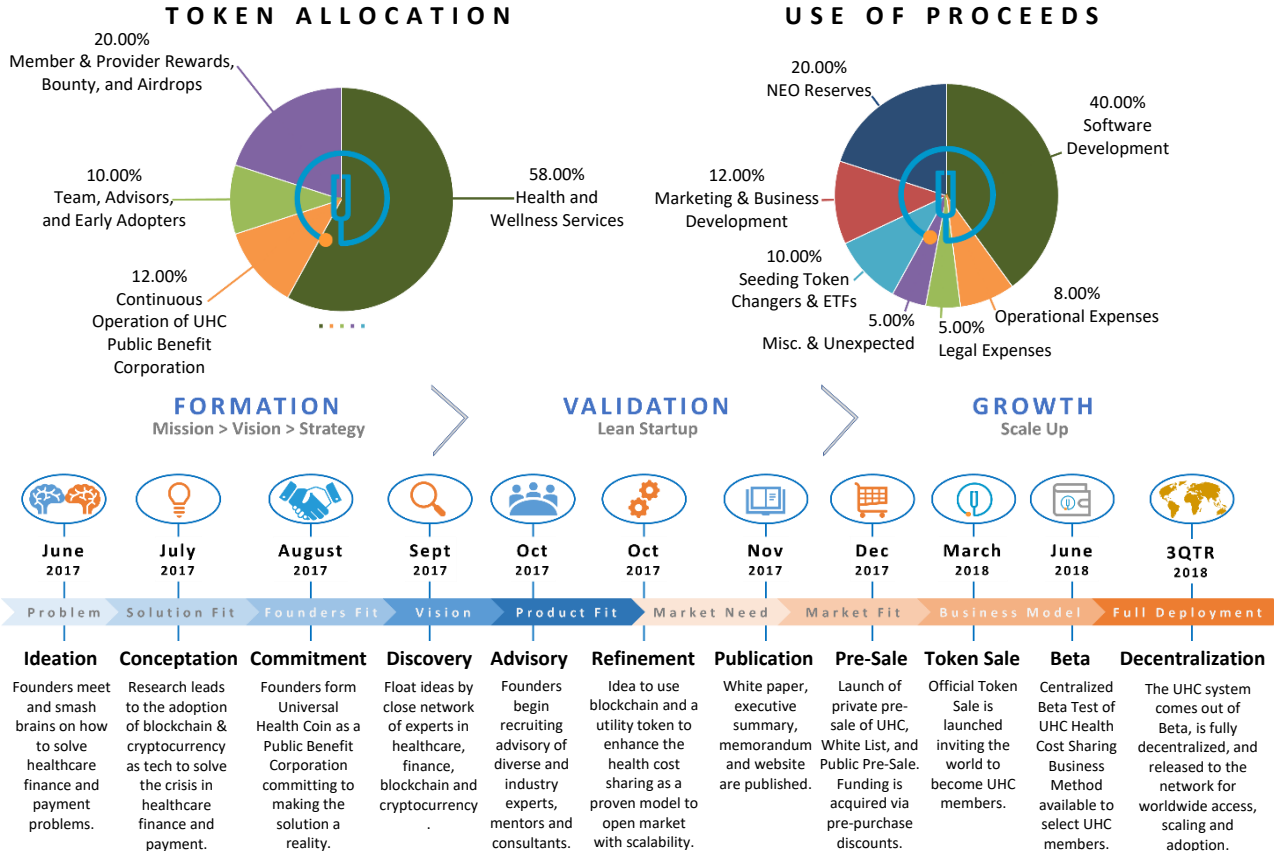 TOKEN ALLOCATION
20.00%
Member & Provider Rewards,
Bounty, and Airdrops
10.00%
Team, Advisors,
and Early Adopters
12.00%
Continuous
Operation of UHC
Public Benefit
Corporation
58.00%
Health and
Wellness Services
USE OF PROCEEDS
20.00%
NEO Reserves
12.00%
Marketing & Business
Development
10.00%
Seeding Token
Changers & ETFs
5.00%
Misc. & Unexpected
5.00%
Legal Expenses
8.00%
Operational Expenses
40.00%
Software
Development
FORMATION
Mission > Vision > Strategy
VALIDATION
Lean Startup
GROWTH
Scale Up
June
2017
July
2017
August
2017
Sept
2017
Oct
2017
Oct
2017
Nov
2017
Dec
2017
March
2018
June
2018
3QTR
2018
Problem
Solution Fit
Founders Fit
Vision
Product Fit
Market Need
Market Fit
Business Model
Full Deployment
Ideation
Founders meet
and smash
brains on how
to solve
healthcare
finance and
payment
problems.
Conceptation
Research leads
to the adoption
of blockchain &
cryptocurrency
as tech to solve
the crisis in
healthcare
finance and
payment.
Commitment
Founders form
Universal
Health Coin as a
Public Benefit
Corporation
committing to
making the
solution a
reality.
Discovery
Float ideas by
close network
of experts in
healthcare,
finance,
blockchain and
cryptocurrency
.
Advisory
Founders
begin
recruiting
advisory of
diverse and
industry
experts,
mentors and
consultants.
Refinement
Idea to use
blockchain and a
utility token to
enhance the
health cost
sharing as a
proven model to
open market
with scalability.
Publication
White paper,
executive
summary,
memorandum
and website
are published.
Pre-Sale
Launch of
private pre-
sale of UHC,
White List, and
Public Pre-Sale.
Funding is
acquired via
pre-purchase
discounts.
Token Sale
Official Token
Sale is
launched
inviting the
world to
become UHC
members.
Beta
Centralized
Beta Test of
UHC Health
Cost Sharing
Business
Method
available to
select UHC
members.
Decentralization
The UHC system
comes out of
Beta, is fully
decentralized, and
released to the
network for
worldwide access,
scaling and
adoption.